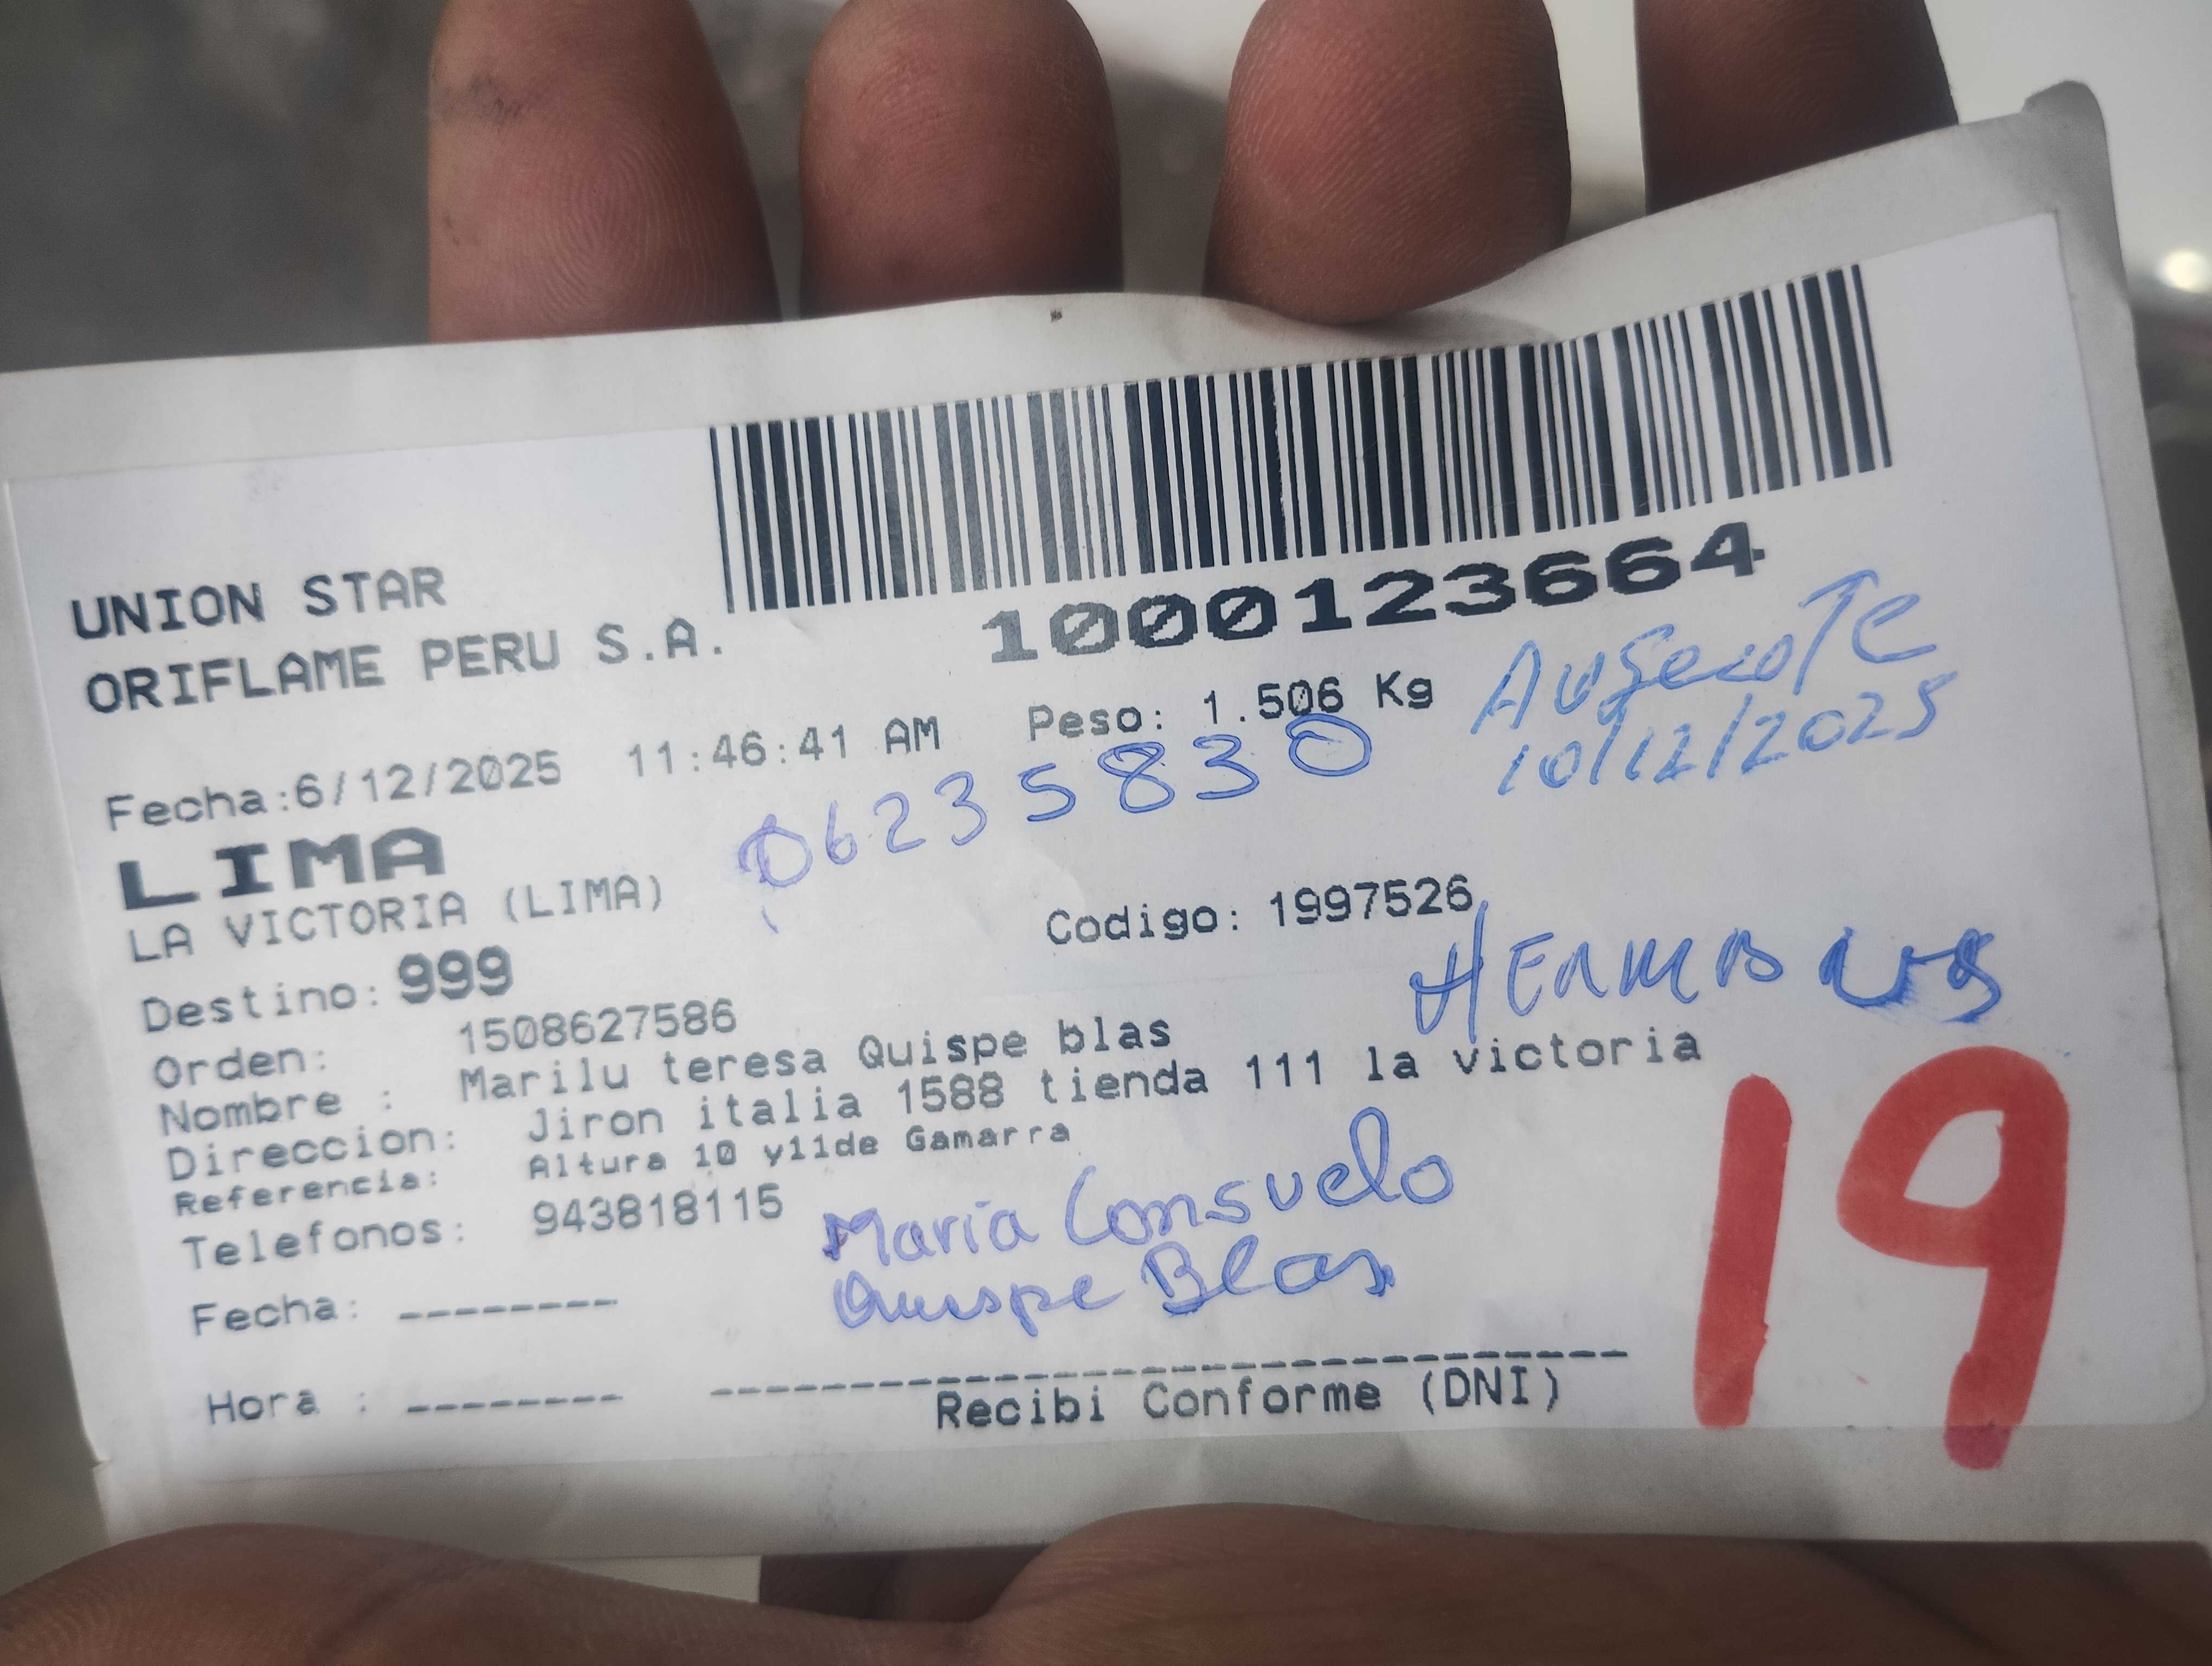 UNION STAR
ORIFLAME PERU S.A.
1000123664
Fecha:6/12/2025 11:46:41 AM Peso: 1.506 Kg
Ausente
10/12/2025
06235830
LIMA
LA VICTORIA (LIMA)
Codigo: 1997526
Destino: 999
Orden: 1508627586
Nombre : Marilu teresa Quispe blas
Direccion: Jiron italia 1588 tienda 111 la victoria
Referencia: Altura 10 y11de Gamarra
Telefonos: 943818115
Maria Consuelo
Quispe Blas
19
Fecha: --------
Hora : --------
Recibi Conforme (DNI)